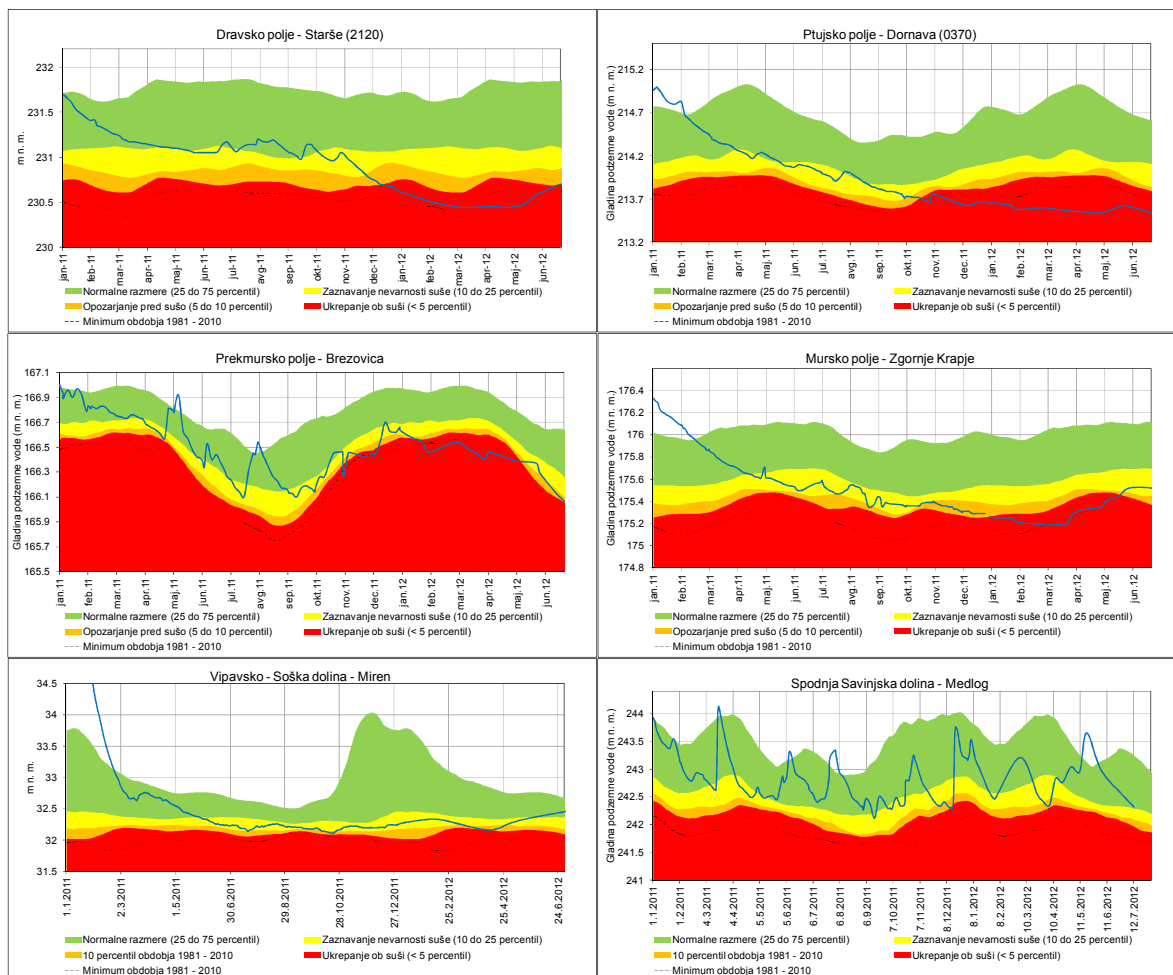 Dravsko polje - Starše (2120)
m n. m.
232
231.5
231
230.5
230
jan-11 feb-11 mar-11 apr-11 maj-11 jun-11 jul-11 avg-11 sep-11 okt-11 nov-11 dec-11 jan-12 feb-12 mar-12 apr-12 maj-12 jun-12
Normalne razmere (25 do 75 percentil) Zaznavanje nevarnosti suše (10 do 25 percentil)
Opozarjanje pred sušo (5 do 10 percentil) Ukrepanje ob suši (< 5 percentil)
Minimum obdobja 1981 - 2010
Ptujsko polje - Dornava (0370)
Gladina podzemne vode (m n. m.)
215.2
214.7
214.2
213.7
213.2
jan.11 feb.11 mar.11 apr.11 maj.11 jun.11 jul.11 avg.11 sep.11 okt.11 nov.11 dec.11 jan.12 feb.12 mar.12 apr.12 maj.12 jun.12
Normalne razmere (25 do 75 percentil) Zaznavanje nevarnosti suše (10 do 25 percentil)
Opozarjanje pred sušo (5 do 10 percentil) Ukrepanje ob suši (< 5 percentil)
Minimum obdobja 1981 - 2010
Prekmursko polje - Brezovica
Gladina podzemne vode (m n. m.)
167.1
166.9
166.7
166.5
166.3
166.1
165.9
165.7
165.5
jan.11 feb.11 mar.11 apr.11 maj.11 jun.11 jul.11 avg.11 sep.11 okt.11 nov.11 dec.11 jan.12 feb.12 mar.12 apr.12 maj.12 jun.12
Normalne razmere (25 do 75 percentil) Zaznavanje nevarnosti suše (10 do 25 percentil)
Opozarjanje pred sušo (5 do 10 percentil) Ukrepanje ob suši (< 5 percentil)
Minimum obdobja 1981 - 2010
Mursko polje - Zgornje Krapje
Gladina podzemne vode (m n. m.)
176.4
176.2
176
175.8
175.6
175.4
175.2
175
174.8
jan.11 feb.11 mar.11 apr.11 maj.11 jun.11 jul.11 avg.11 sep.11 okt.11 nov.11 dec.11 jan.12 feb.12 mar.12 apr.12 maj.12 jun.12
Normalne razmere (25 do 75 percentil) Zaznavanje nevarnosti suše (10 do 25 percentil)
Opozarjanje pred sušo (5 do 10 percentil) Ukrepanje ob suši (< 5 percentil)
Minimum obdobja 1981 - 2010
Vipavsko - Soška dolina - Miren
m n. m.
34.5
34
33.5
33
32.5
32
31.5
1.1.2011 2.3.2011 1.5.2011 30.6.2011 29.8.2011 28.10.2011 27.12.2011 25.2.2012 25.4.2012 24.6.2012
Normalne razmere (25 do 75 percentil) Zaznavanje nevarnosti suše (10 do 25 percentil)
10 percentil obdobja 1981 - 2010 Ukrepanje ob suši (< 5 percentil)
Minimum obdobja 1981 - 2010
Spodnja Savinjska dolina - Medlog
Gladina podzemne vode (m n. m.)
244
243.5
243
242.5
242
241.5
241
1.1.2011 1.2.2011 4.3.2011 4.4.2011 5.5.2011 5.6.2011 6.7.2011 6.8.2011 6.9.2011 7.10.2011 7.11.2011 8.12.2011 8.1.2012 8.2.2012 10.3.2012 10.4.2012 11.5.2012 11.6.2012 12.7.2012
Normalne razmere (25 do 75 percentil) Zaznavanje nevarnosti suše (10 do 25 percentil)
10 percentil obdobja 1981 - 2010 Ukrepanje ob suši (< 5 percentil)
Minimum obdobja 1981 - 2010